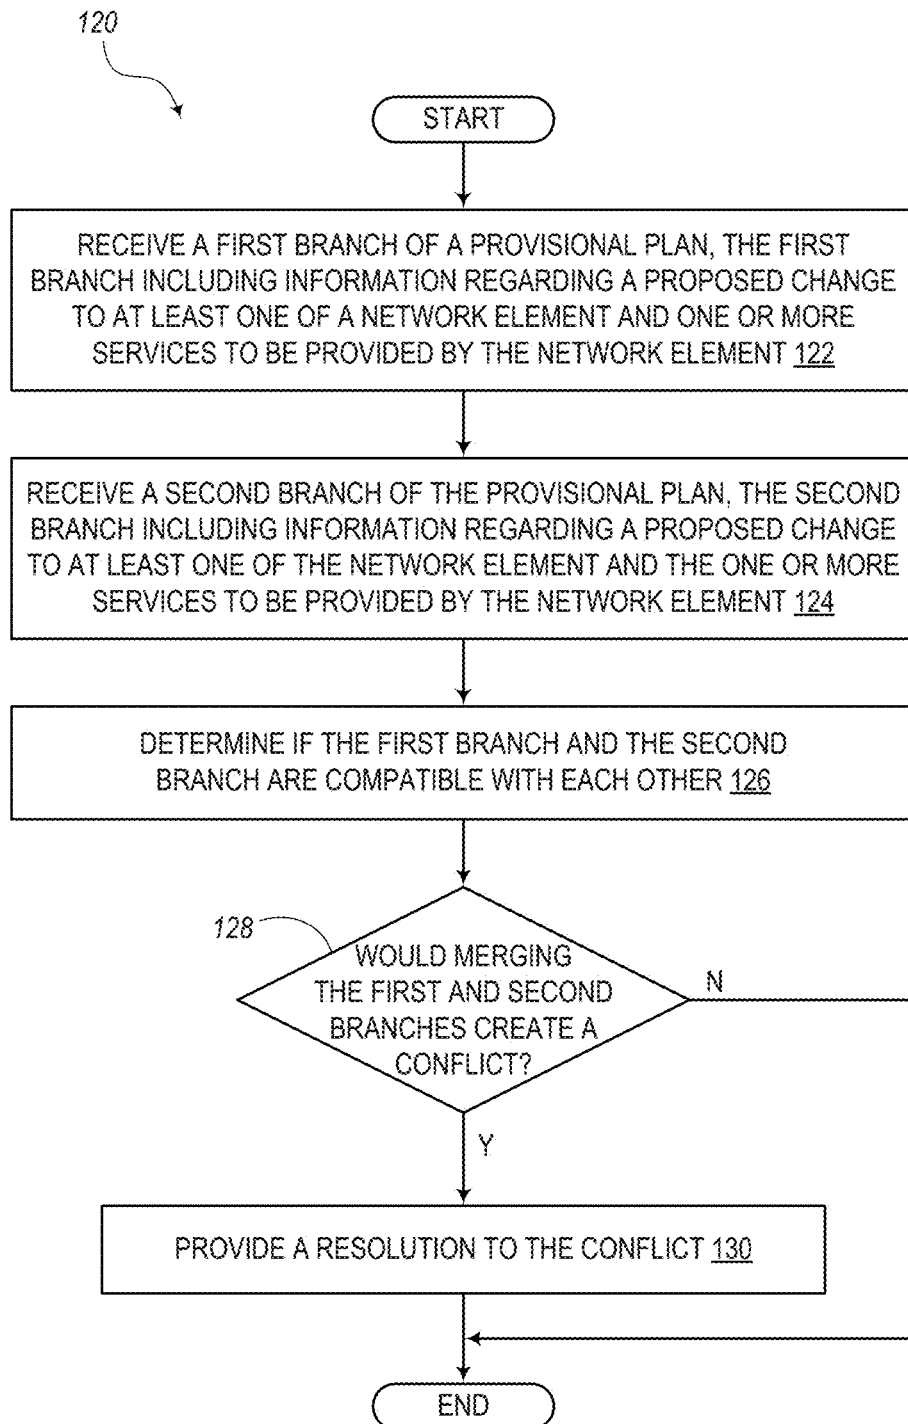 120
START
RECEIVE A FIRST BRANCH OF A PROVISIONAL PLAN, THE FIRST
BRANCH INCLUDING INFORMATION REGARDING A PROPOSED CHANGE
TO AT LEAST ONE OF A NETWORK ELEMENT AND ONE OR MORE
SERVICES TO BE PROVIDED BY THE NETWORK ELEMENT 122
RECEIVE A SECOND BRANCH OF THE PROVISIONAL PLAN, THE SECOND
BRANCH INCLUDING INFORMATION REGARDING A PROPOSED CHANGE
TO AT LEAST ONE OF THE NETWORK ELEMENT AND THE ONE OR MORE
SERVICES TO BE PROVIDED BY THE NETWORK ELEMENT 124
DETERMINE IF THE FIRST BRANCH AND THE SECOND
BRANCH ARE COMPATIBLE WITH EACH OTHER 126
128
WOULD MERGING
THE FIRST AND SECOND
BRANCHES CREATE A
CONFLICT?
N
Y
PROVIDE A RESOLUTION TO THE CONFLICT 130
END